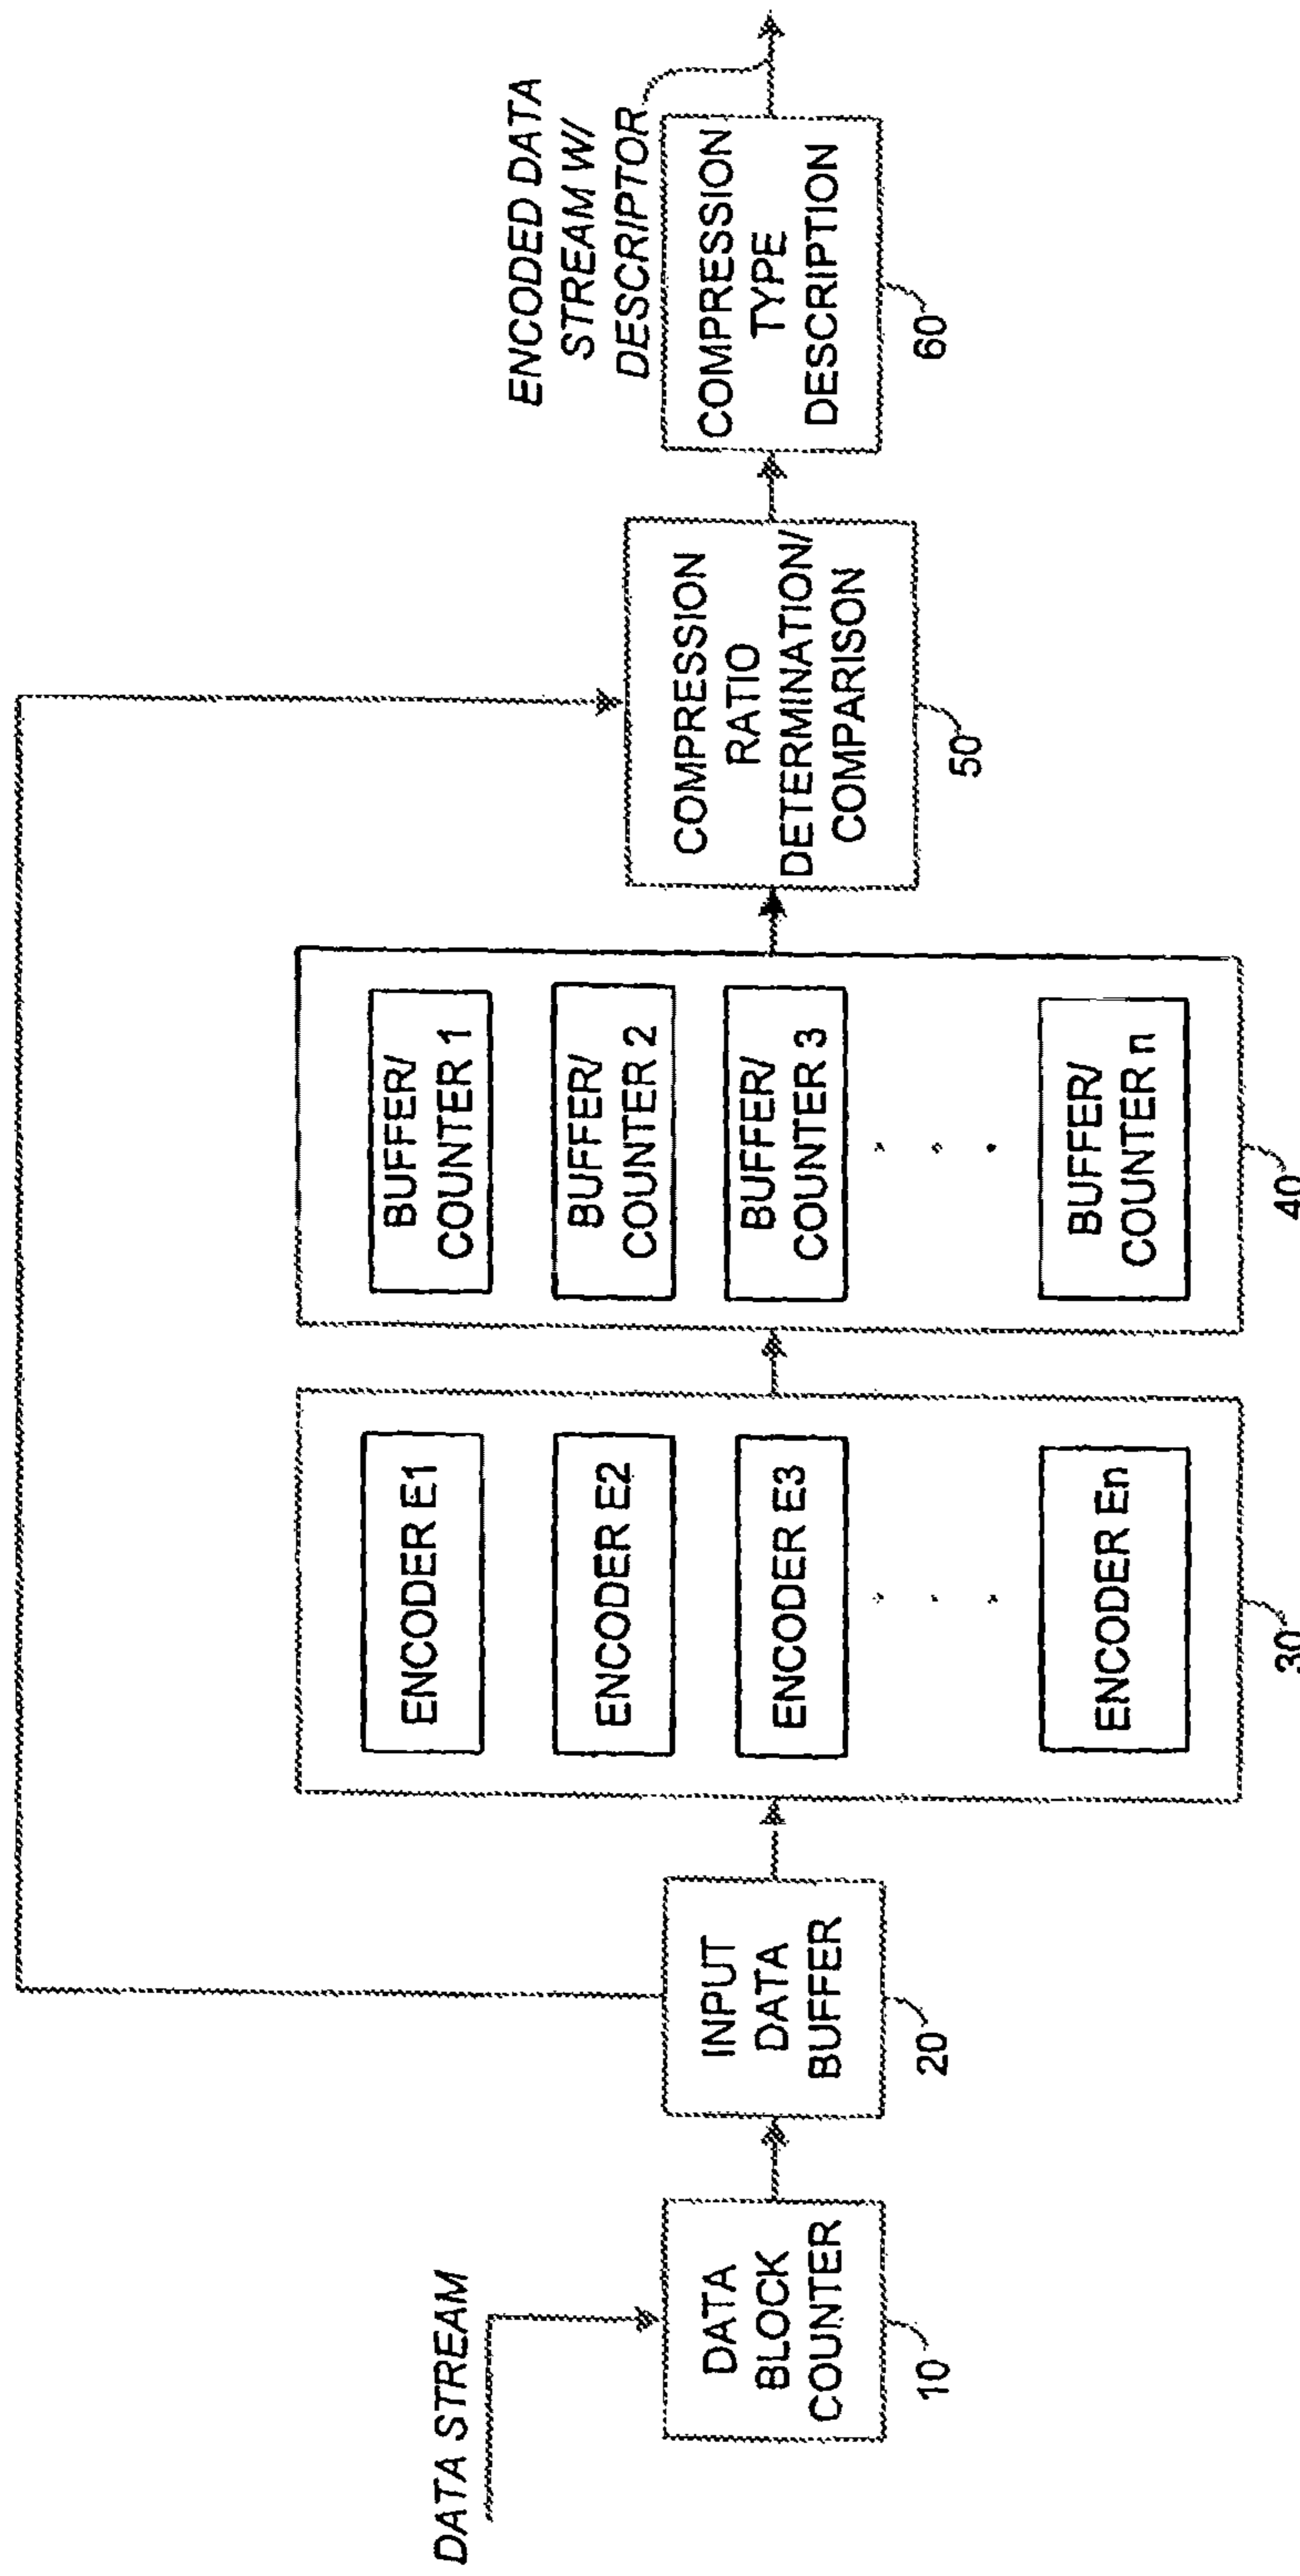 DATA STREAM
DATA
BLOCK
COUNTER
10
INPUT
DATA
BUFFER
20
ENCODER E1
ENCODER E2
ENCODER E3
. . .
ENCODER En
30
BUFFER/
COUNTER 1
BUFFER/
COUNTER 2
BUFFER/
COUNTER 3
. . .
BUFFER/
COUNTER n
40
COMPRESSION
RATIO
DETERMINATION/
COMPARISON
50
COMPRESSION
TYPE
DESCRIPTION
60
ENCODED DATA
STREAM W/
DESCRIPTOR